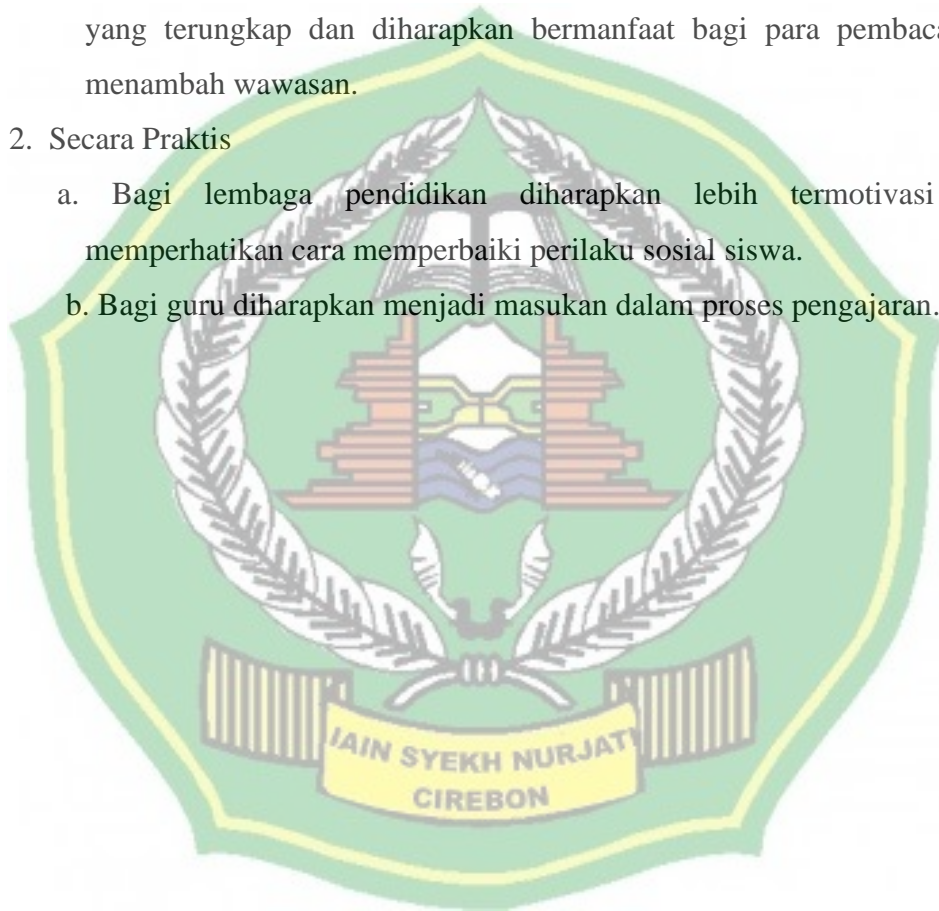 yang terungkap dan diharapkan bermanfaat bagi para pembaca
menambah wawasan.
2. Secara Praktis
a. Bagi lembaga pendidikan diharapkan lebih termotivasi
memperhatikan cara memperbaiki perilaku sosial siswa.
b. Bagi guru diharapkan menjadi masukan dalam proses pengajaran.
IAIN SYEKH NURJATI
CIREBON